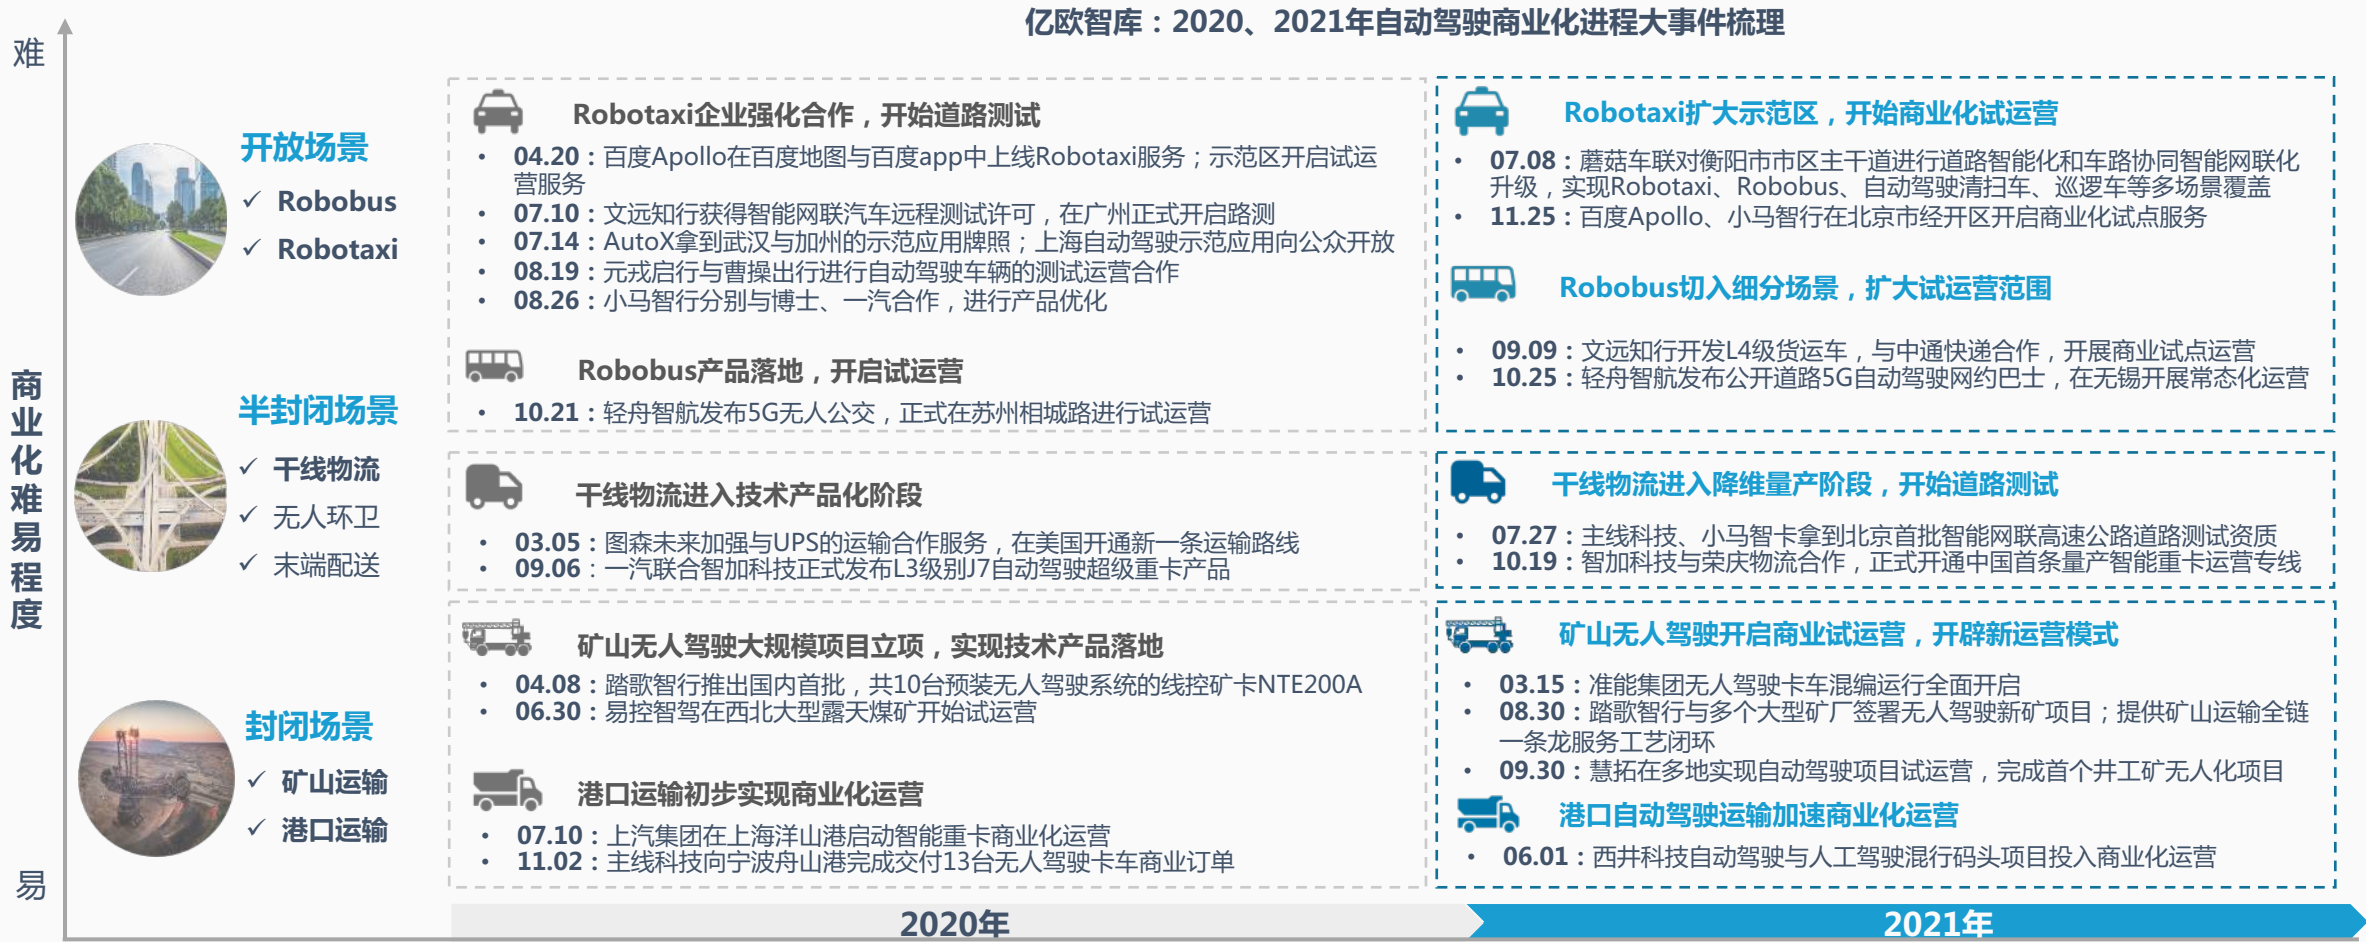 亿欧智库：2020、2021年自动驾驶商业化进程大事件梳理
难
商业化难易程度
易
开放场景
✓ Robobus
✓ Robotaxi
半封闭场景
✓ 干线物流
✓ 无人环卫
✓ 末端配送
封闭场景
✓ 矿山运输
✓ 港口运输
Robotaxi企业强化合作，开始道路测试
• 04.20：百度Apollo在百度地图与百度app中上线Robotaxi服务；示范区开启试运
营服务
• 07.10：文远知行获得智能网联汽车远程测试许可，在广州正式开启路测
• 07.14：AutoX拿到武汉与加州的示范应用牌照；上海自动驾驶示范应用向公众开放
• 08.19：元戎启行与曹操出行进行自动驾驶车辆的测试运营合作
• 08.26：小马智行分别与博士、一汽合作，进行产品优化
Robobus产品落地，开启试运营
• 10.21：轻舟智航发布5G无人公交，正式在苏州相城路进行试运营
干线物流进入技术产品化阶段
• 03.05：图森未来加强与UPS的运输合作服务，在美国开通新一条运输路线
• 09.06：一汽联合智加科技正式发布L3级别J7自动驾驶超级重卡产品
矿山无人驾驶大规模项目立项，实现技术产品落地
• 04.08：踏歌智行推出国内首批，共10台预装无人驾驶系统的线控矿卡NTE200A
• 06.30：易控智驾在西北大型露天煤矿开始试运营
港口运输初步实现商业化运营
• 07.10：上汽集团在上海洋山港启动智能重卡商业化运营
• 11.02：主线科技向宁波舟山港完成交付13台无人驾驶卡车商业订单
Robotaxi扩大示范区，开始商业化试运营
• 07.08：蘑菇车联对衡阳市市区主干道进行道路智能化和车路协同智能网联化
升级，实现Robotaxi、Robobus、自动驾驶清扫车、巡逻车等多场景覆盖
• 11.25：百度Apollo、小马智行在北京市经开区开启商业化试点服务
Robobus切入细分场景，扩大试运营范围
• 09.09：文远知行开发L4级货运车，与中通快递合作，开展商业试点运营
• 10.25：轻舟智航发布公开道路5G自动驾驶网约巴士，在无锡开展常态化运营
干线物流进入降维量产阶段，开始道路测试
• 07.27：主线科技、小马智卡拿到北京首批智能网联高速公路道路测试资质
• 10.19：智加科技与荣庆物流合作，正式开通中国首条量产智能重卡运营专线
矿山无人驾驶开启商业试运营，开辟新运营模式
• 03.15：准能集团无人驾驶卡车混编运行全面开启
• 08.30：踏歌智行与多个大型矿厂签署无人驾驶新矿项目；提供矿山运输全链
一条龙服务工艺闭环
• 09.30：慧拓在多地实现自动驾驶项目试运营，完成首个井工矿无人化项目
港口自动驾驶运输加速商业化运营
• 06.01：西井科技自动驾驶与人工驾驶混行码头项目投入商业化运营
2020年
2021年